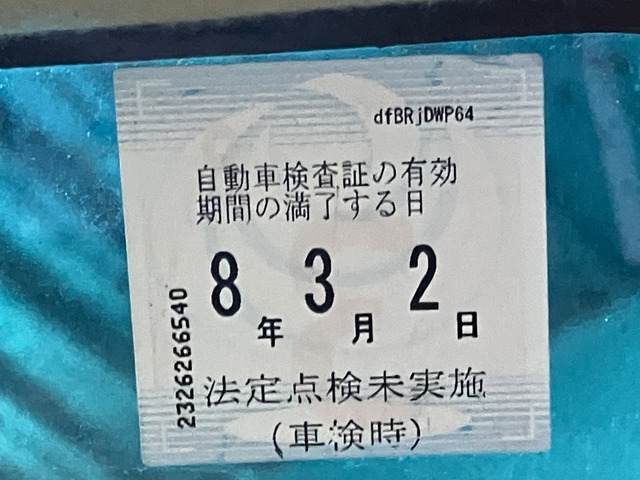 dfBRjDWP64
自動車検査証の有効
期間の満了する日
8年3月2日
2326266540
法定点検未実施
(車検時)